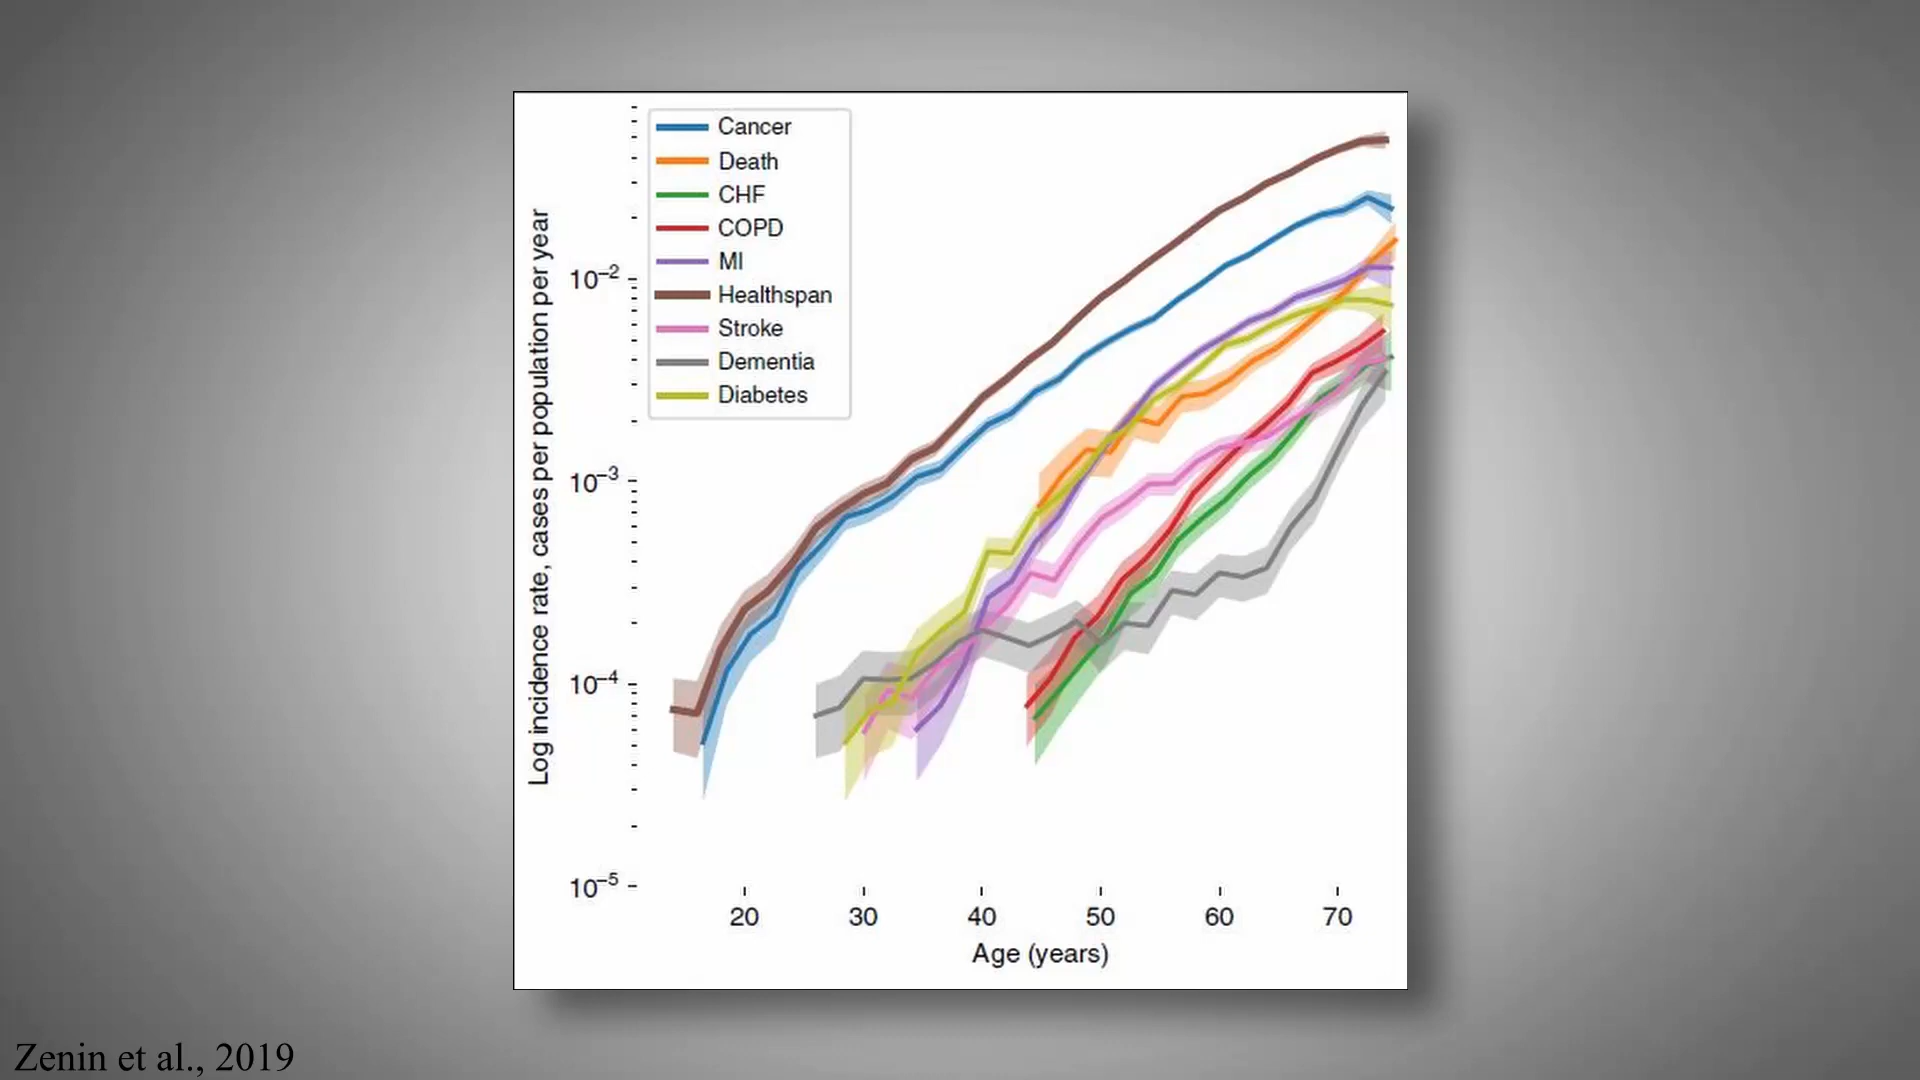 Cancer
Death
CHF
COPD
MI
Healthspan
Stroke
Dementia
Diabetes
Log incidence rate, cases per population per year
10⁻²
10⁻³
10⁻⁴
10⁻⁵
20 30 40 50 60 70
Age (years)
Zenin et al., 2019